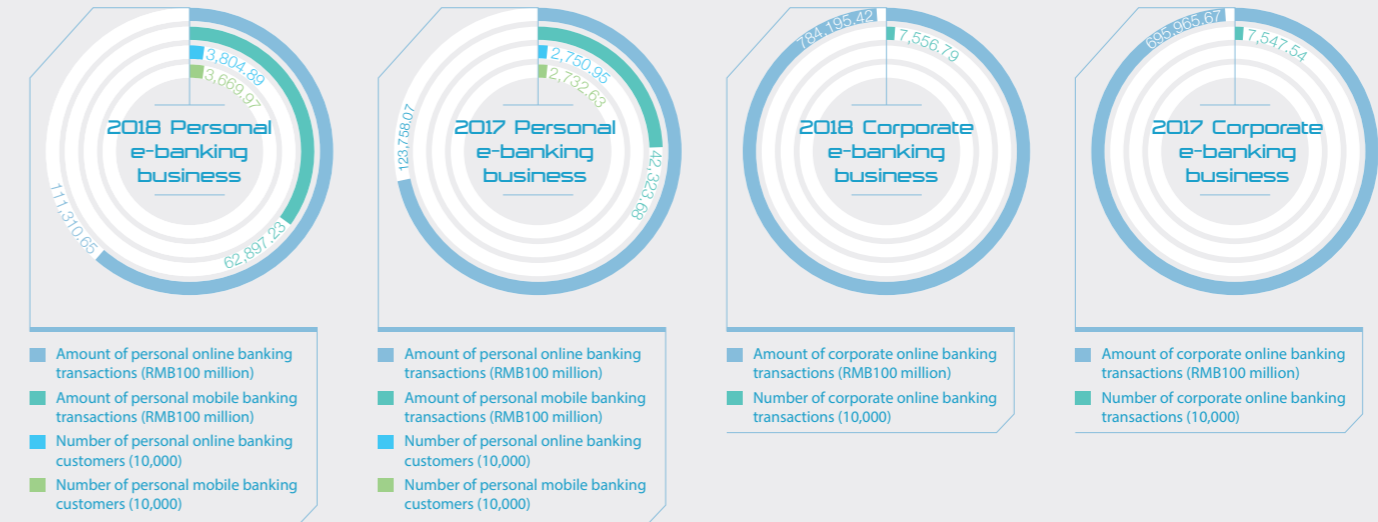 111,310.65
62,897.23
3,804.89
3,669.97
2018 Personal
e-banking
business
Amount of personal online banking
transactions (RMB100 million)
Amount of personal mobile banking
transactions (RMB100 million)
Number of personal online banking
customers (10,000)
Number of personal mobile banking
customers (10,000)
123,758.07
42,323.68
2,750.95
2,732.63
2017 Personal
e-banking
business
Amount of personal online banking
transactions (RMB100 million)
Amount of personal mobile banking
transactions (RMB100 million)
Number of personal online banking
customers (10,000)
Number of personal mobile banking
customers (10,000)
784,195.42
7,556.79
2018 Corporate
e-banking
business
Amount of corporate online banking
transactions (RMB100 million)
Number of corporate online banking
transactions (10,000)
695,965.67
7,547.54
2017 Corporate
e-banking
business
Amount of corporate online banking
transactions (RMB100 million)
Number of corporate online banking
transactions (10,000)